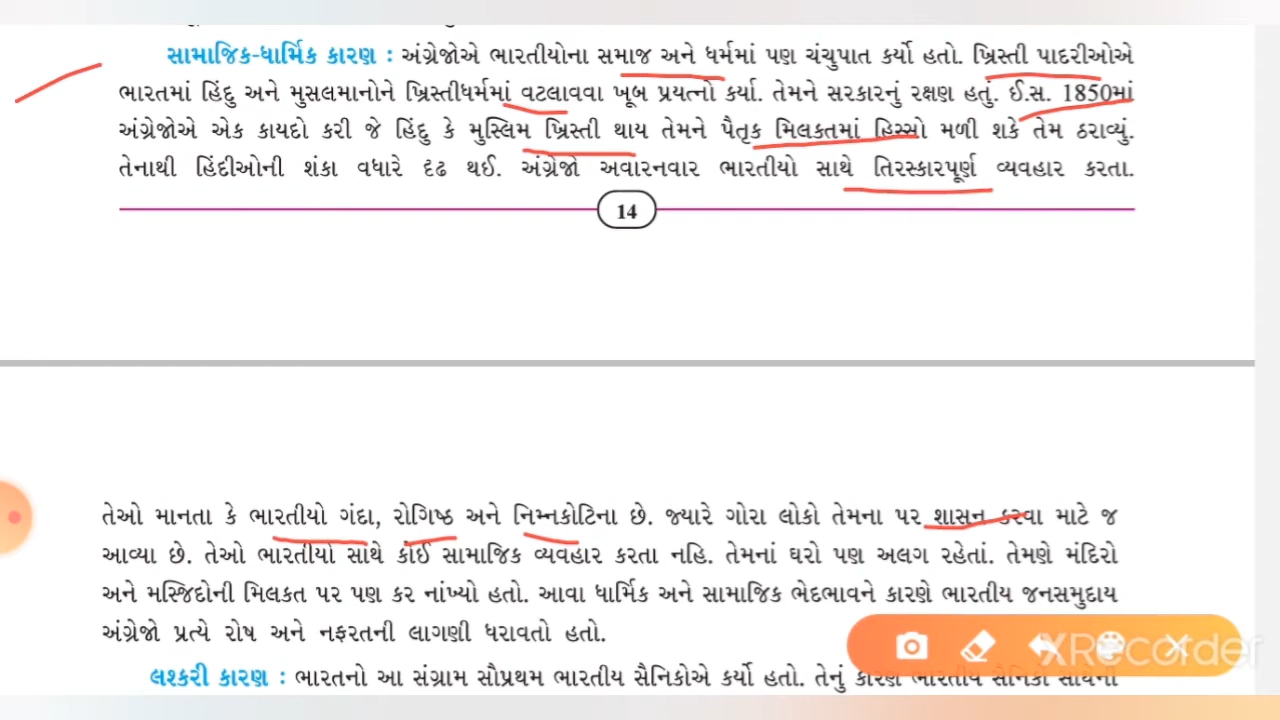 સામાજિક-ધાર્મિક કારણ : અંગ્રેજોએ ભારતીયોના સમાજ અને ધર્મમાં પણ ચંચુપાત કર્યો હતો. ખ્રિસ્તી પાદરીઓએ
ભારતમાં હિંદુ અને મુસલમાનોને ખ્રિસ્તીધર્મમાં વટલાવવા ખૂબ પ્રયત્નો કર્યા. તેમને સરકારનું રક્ષણ હતું. ઈ.સ. 1850માં
અંગ્રેજોએ એક કાયદો કરી જે હિંદુ કે મુસ્લિમ ખ્રિસ્તી થાય તેમને પૈતૃક મિલકતમાં હિસ્સો મળી શકે તેમ ઠરાવ્યું.
તેનાથી હિંદીઓની શંકા વધારે દૃઢ થઈ. અંગ્રેજો અવારનવાર ભારતીયો સાથે તિરસ્કારપૂર્ણ વ્યવહાર કરતા.
14
તેઓ માનતા કે ભારતીયો ગંદા, રોગિષ્ઠ અને નિમ્નકોટિના છે. જ્યારે ગોરા લોકો તેમના પર શાસન કરવા માટે જ
આવ્યા છે. તેઓ ભારતીયો સાથે કોઈ સામાજિક વ્યવહાર કરતા નહિ. તેમનાં ઘરો પણ અલગ રહેતાં. તેમણે મંદિરો
અને મસ્જિદોની મિલકત પર પણ કર નાંખ્યો હતો. આવા ધાર્મિક અને સામાજિક ભેદભાવને કારણે ભારતીય જનસમુદાય
અંગ્રેજો પ્રત્યે રોષ અને નફરતની લાગણી ધરાવતો હતો.
XRecorder
લશ્કરી કારણ : ભારતનો આ સંગ્રામ સૌપ્રથમ ભારતીય સૈનિકોએ કર્યો હતો. તેનું કારણ ભારતીય સૈનિકો સાથેનો